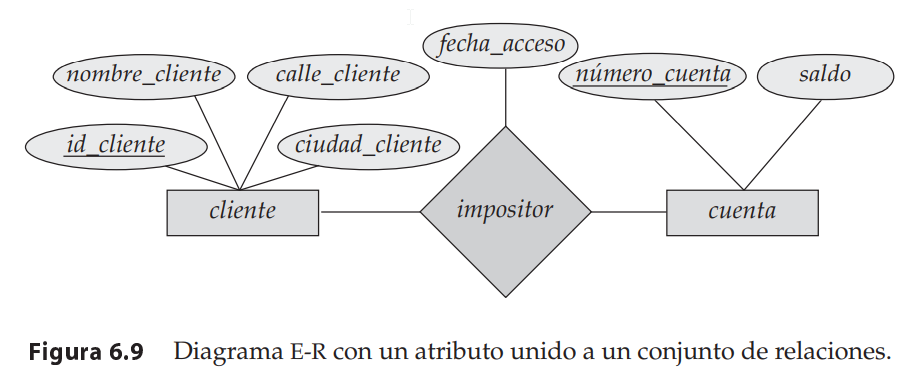 fecha_acceso
nombre_cliente calle_cliente número_cuenta saldo
id_cliente ciudad_cliente
cliente impositor cuenta
Figura 6.9 Diagrama E-R con un atributo unido a un conjunto de relaciones.